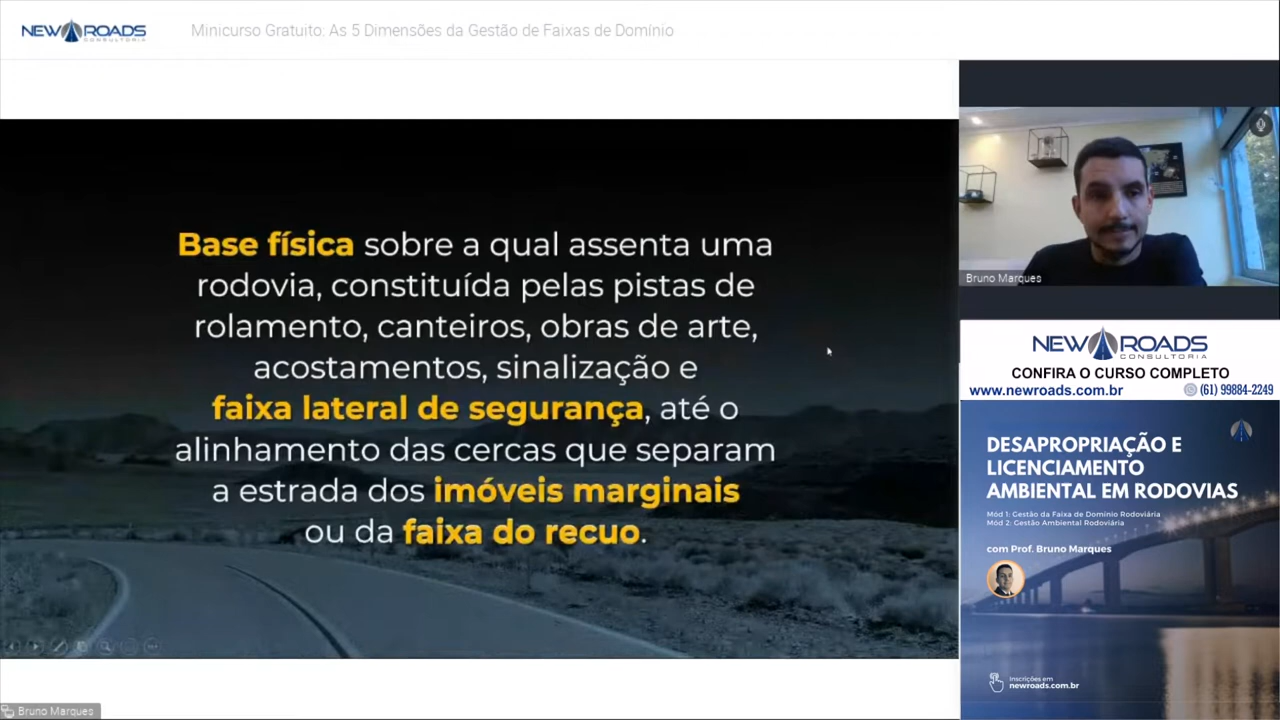 NEW ROADS
CONSULTORIA
Minicurso Gratuito: As 5 Dimensões da Gestão de Faixas de Domínio
Base física sobre a qual assenta uma
rodovia, constituída pelas pistas de
rolamento, canteiros, obras de arte,
acostamentos, sinalização e
faixa lateral de segurança, até o
alinhamento das cercas que separam
a estrada dos imóveis marginais
ou da faixa do recuo.
Bruno Marques
Bruno Marques
NEW ROADS
CONSULTORIA
CONFIRA O CURSO COMPLETO
www.newroads.com.br (61) 99884-2249
DESAPROPRIAÇÃO E
LICENCIAMENTO
AMBIENTAL EM RODOVIAS
Mód 1: Gestão da Faixa de Domínio Rodoviária
Mód 2: Gestão Ambiental Rodoviária
com Prof. Bruno Marques
Inscrições em
newroads.com.br